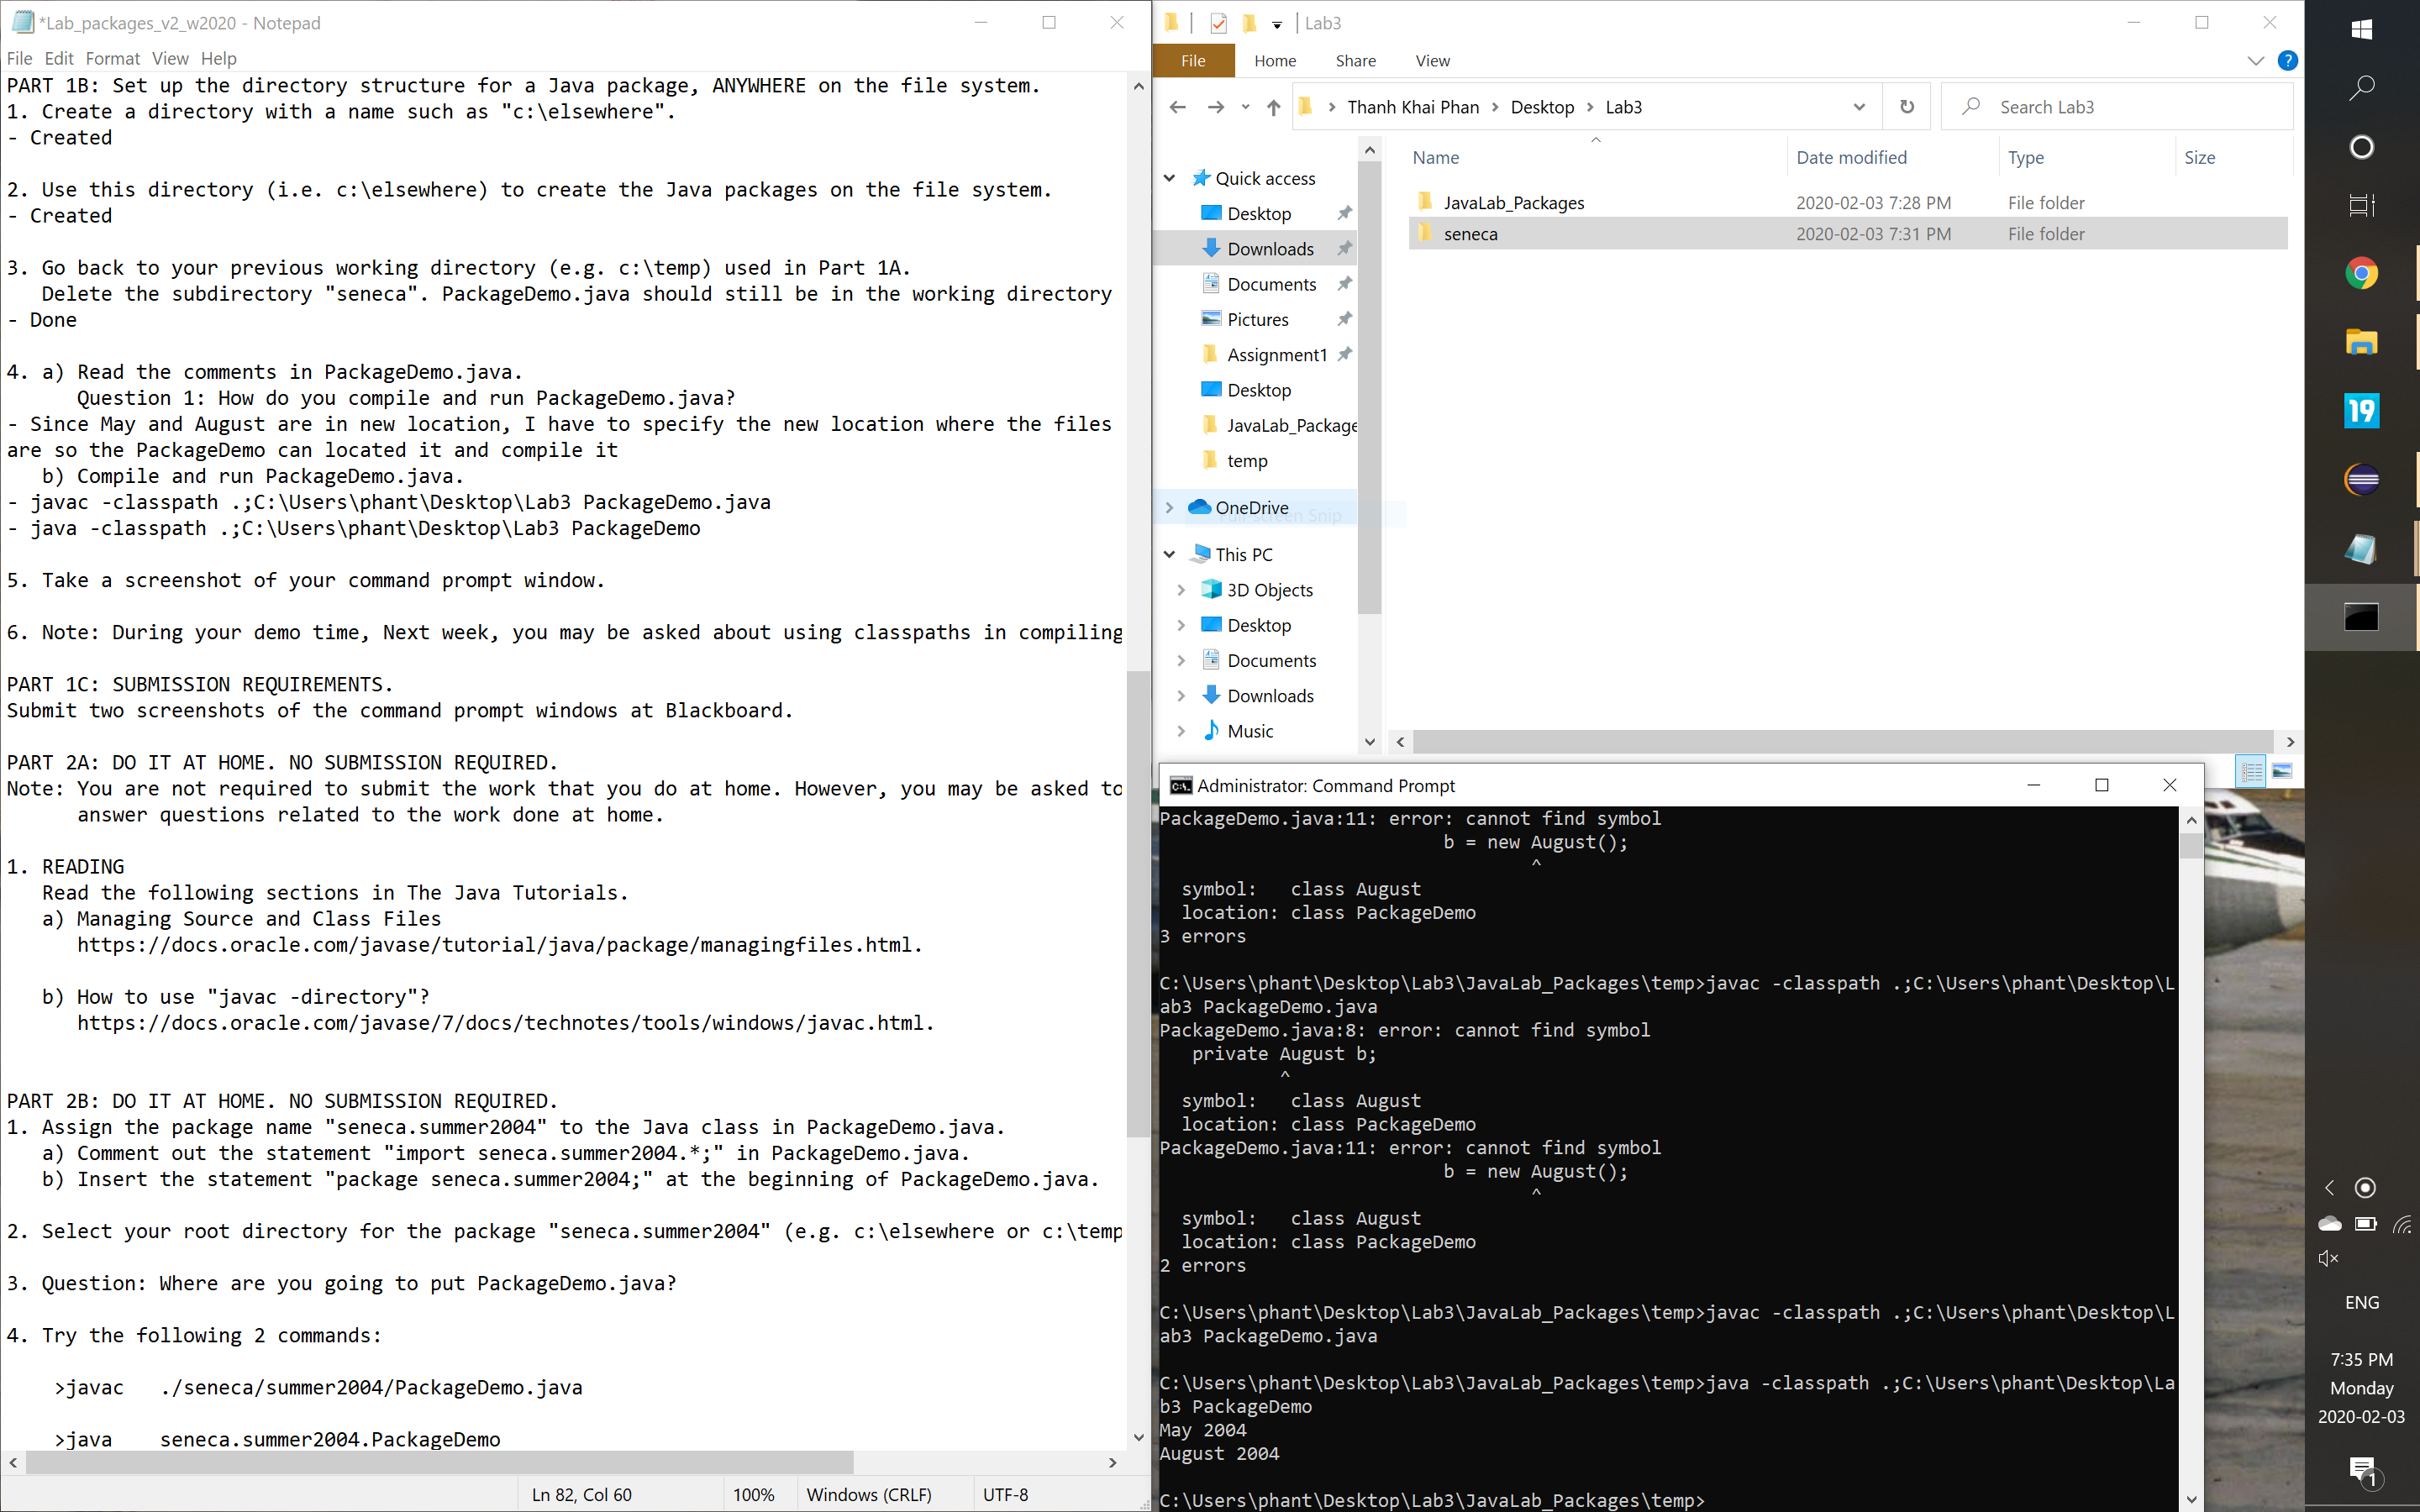 *Lab_packages_v2_w2020 - Notepad
File Edit Format View Help
PART 1B: Set up the directory structure for a Java package, ANYWHERE on the file system.
1. Create a directory with a name such as "c:\elsewhere".
- Created
2. Use this directory (i.e. c:\elsewhere) to create the Java packages on the file system.
- Created
3. Go back to your previous working directory (e.g. c:\temp) used in Part 1A.
Delete the subdirectory "seneca". PackageDemo.java should still be in the working directory
- Done
4. a) Read the comments in PackageDemo.java.
Question 1: How do you compile and run PackageDemo.java?
- Since May and August are in new location, I have to specify the new location where the files
are so the PackageDemo can located it and compile it
b) Compile and run PackageDemo.java.
- javac -classpath .;C:\Users\phant\Desktop\Lab3 PackageDemo.java
- java -classpath .;C:\Users\phant\Desktop\Lab3 PackageDemo
5. Take a screenshot of your command prompt window.
6. Note: During your demo time, Next week, you may be asked about using classpaths in compiling
PART 1C: SUBMISSION REQUIREMENTS.
Submit two screenshots of the command prompt windows at Blackboard.
PART 2A: DO IT AT HOME. NO SUBMISSION REQUIRED.
Note: You are not required to submit the work that you do at home. However, you may be asked to
answer questions related to the work done at home.
1. READING
Read the following sections in The Java Tutorials.
a) Managing Source and Class Files
https://docs.oracle.com/javase/tutorial/java/package/managingfiles.html.
b) How to use "javac -directory"?
https://docs.oracle.com/javase/7/docs/technotes/tools/windows/javac.html.
PART 2B: DO IT AT HOME. NO SUBMISSION REQUIRED.
1. Assign the package name "seneca.summer2004" to the Java class in PackageDemo.java.
a) Comment out the statement "import seneca.summer2004.*;" in PackageDemo.java.
b) Insert the statement "package seneca.summer2004;" at the beginning of PackageDemo.java.
2. Select your root directory for the package "seneca.summer2004" (e.g. c:\elsewhere or c:\temp
3. Question: Where are you going to put PackageDemo.java?
4. Try the following 2 commands:
>javac ./seneca/summer2004/PackageDemo.java
>java seneca.summer2004.PackageDemo
Ln 82, Col 60 100% Windows (CRLF) UTF-8
Lab3
File Home Share View
Thanh Khai Phan Desktop Lab3
Search Lab3
Quick access
Desktop
Downloads
Documents
Pictures
Assignment1
Desktop
JavaLab_Package
temp
OneDrive
Full-screen Snip
This PC
3D Objects
Desktop
Documents
Downloads
Music
Name Date modified Type Size
JavaLab_Packages 2020-02-03 7:28 PM File folder
seneca 2020-02-03 7:31 PM File folder
Administrator: Command Prompt
PackageDemo.java:11: error: cannot find symbol
b = new August();
^
symbol: class August
location: class PackageDemo
3 errors
C:\Users\phant\Desktop\Lab3\JavaLab_Packages\temp>javac -classpath .;C:\Users\phant\Desktop\L
ab3 PackageDemo.java
PackageDemo.java:8: error: cannot find symbol
private August b;
^
symbol: class August
location: class PackageDemo
PackageDemo.java:11: error: cannot find symbol
b = new August();
^
symbol: class August
location: class PackageDemo
2 errors
C:\Users\phant\Desktop\Lab3\JavaLab_Packages\temp>javac -classpath .;C:\Users\phant\Desktop\L
ab3 PackageDemo.java
C:\Users\phant\Desktop\Lab3\JavaLab_Packages\temp>java -classpath .;C:\Users\phant\Desktop\La
b3 PackageDemo
May 2004
August 2004
C:\Users\phant\Desktop\Lab3\JavaLab_Packages\temp>
19
ENG
7:35 PM
Monday
2020-02-03
1